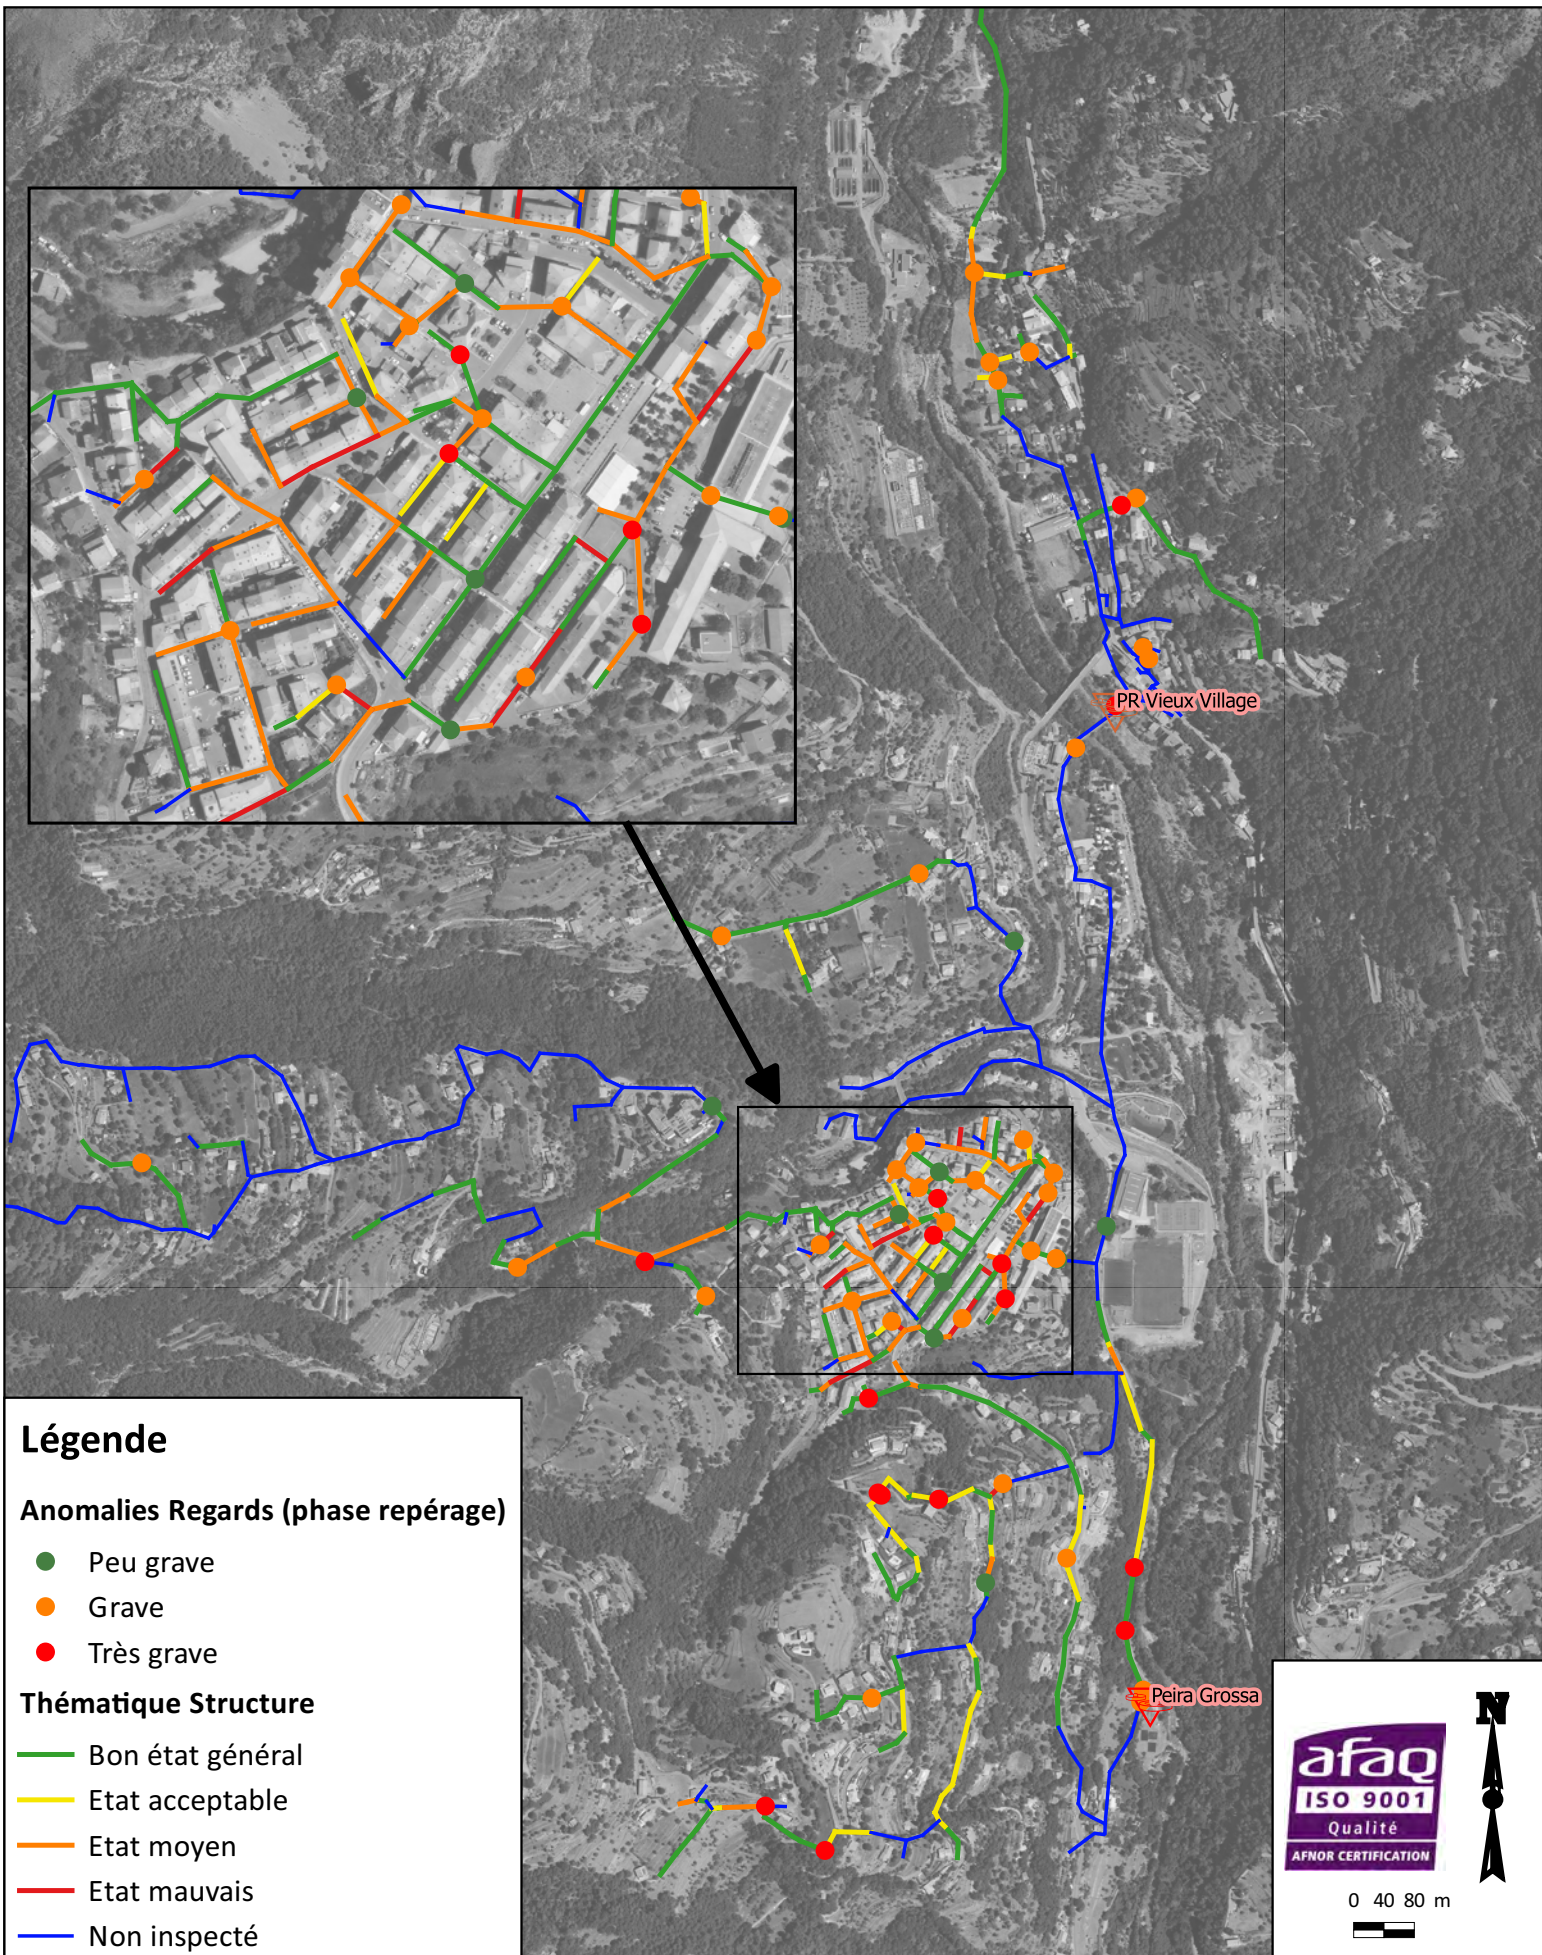 PR Vieux Village
Légende
Anomalies Regards (phase repérage)
Peu grave
Grave
Très grave
Thématique Structure
Bon état général
Etat acceptable
Etat moyen
Etat mauvais
Non inspecté
Peira Grossa
N
afaq
ISO 9001
Qualité
AFNOR CERTIFICATION
0 40 80 m